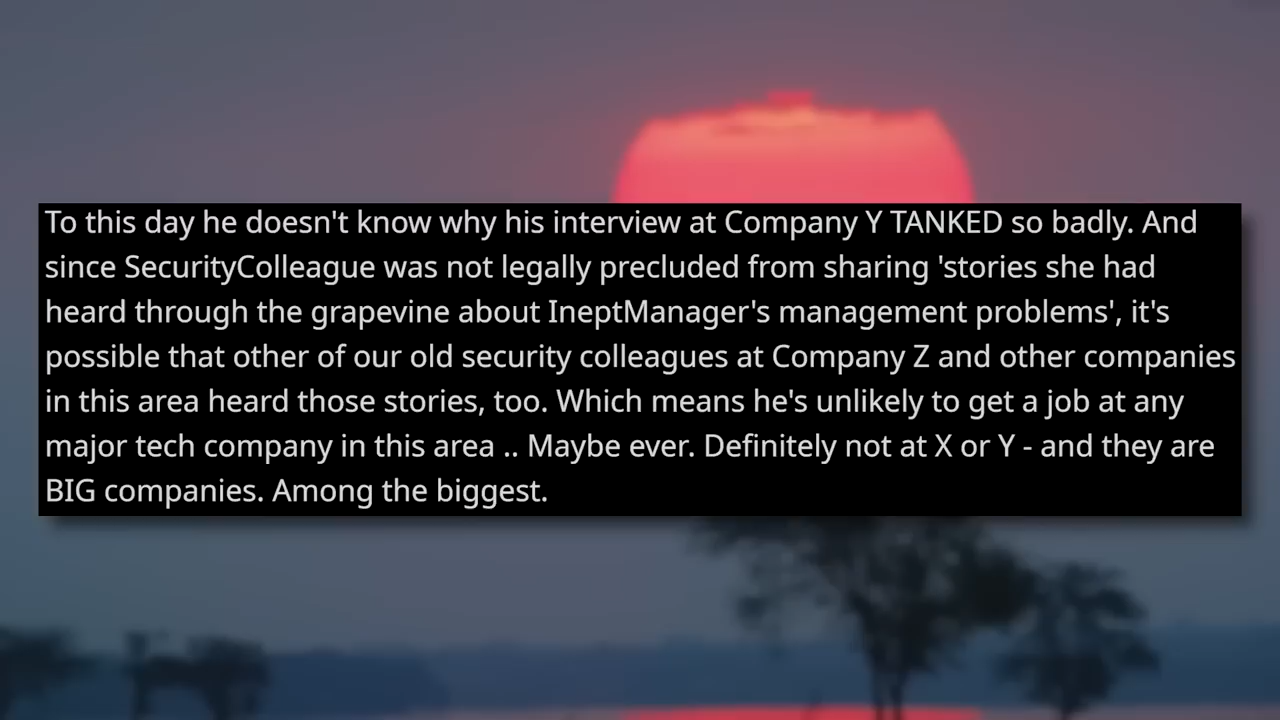 To this day he doesn't know why his interview at Company Y TANKED so badly. And
since SecurityColleague was not legally precluded from sharing 'stories she had
heard through the grapevine about IneptManager's management problems', it's
possible that other of our old security colleagues at Company Z and other companies
in this area heard those stories, too. Which means he's unlikely to get a job at any
major tech company in this area .. Maybe ever. Definitely not at X or Y - and they are
BIG companies. Among the biggest.